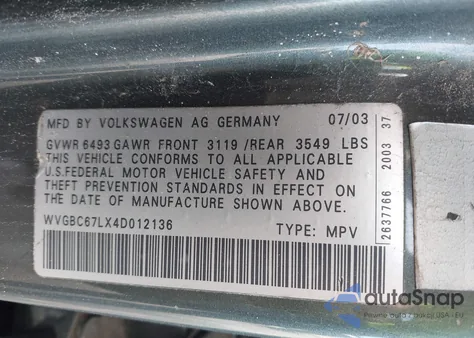 MFD BY VOLKSWAGEN AG GERMANY 07/03
GVWR 6493 GAWR FRONT 3119 /REAR 3549 LBS
THIS VEHICLE CONFORMS TO ALL APPLICABLE
U.S.FEDERAL MOTOR VEHICLE SAFETY AND
THEFT PREVENTION STANDARDS IN EFFECT ON
THE DATE OF MANUFACTURE SHOWN ABOVE.
WVGBC67LX4D012136 TYPE: MPV
2637766 2003 37
autoSnap